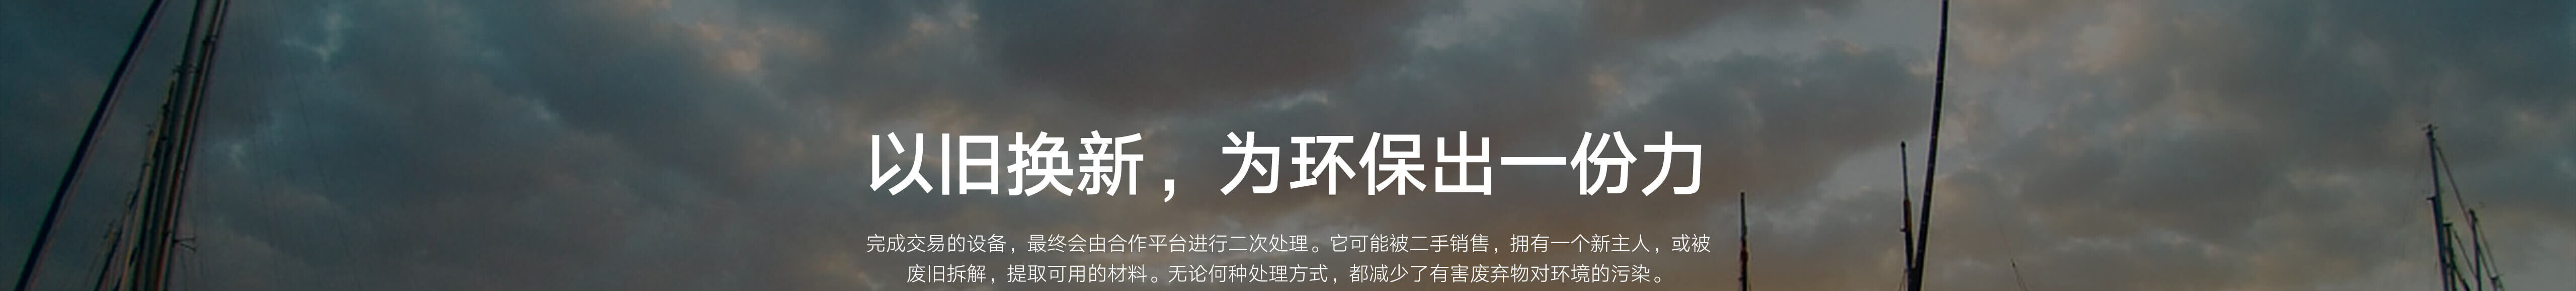 以旧换新，为环保出一份力
完成交易的设备，最终会由合作平台进行二次处理。它可能被二手销售，拥有一个新主人，或被
废旧拆解，提取可用的材料。无论何种处理方式，都减少了有害废弃物对环境的污染。